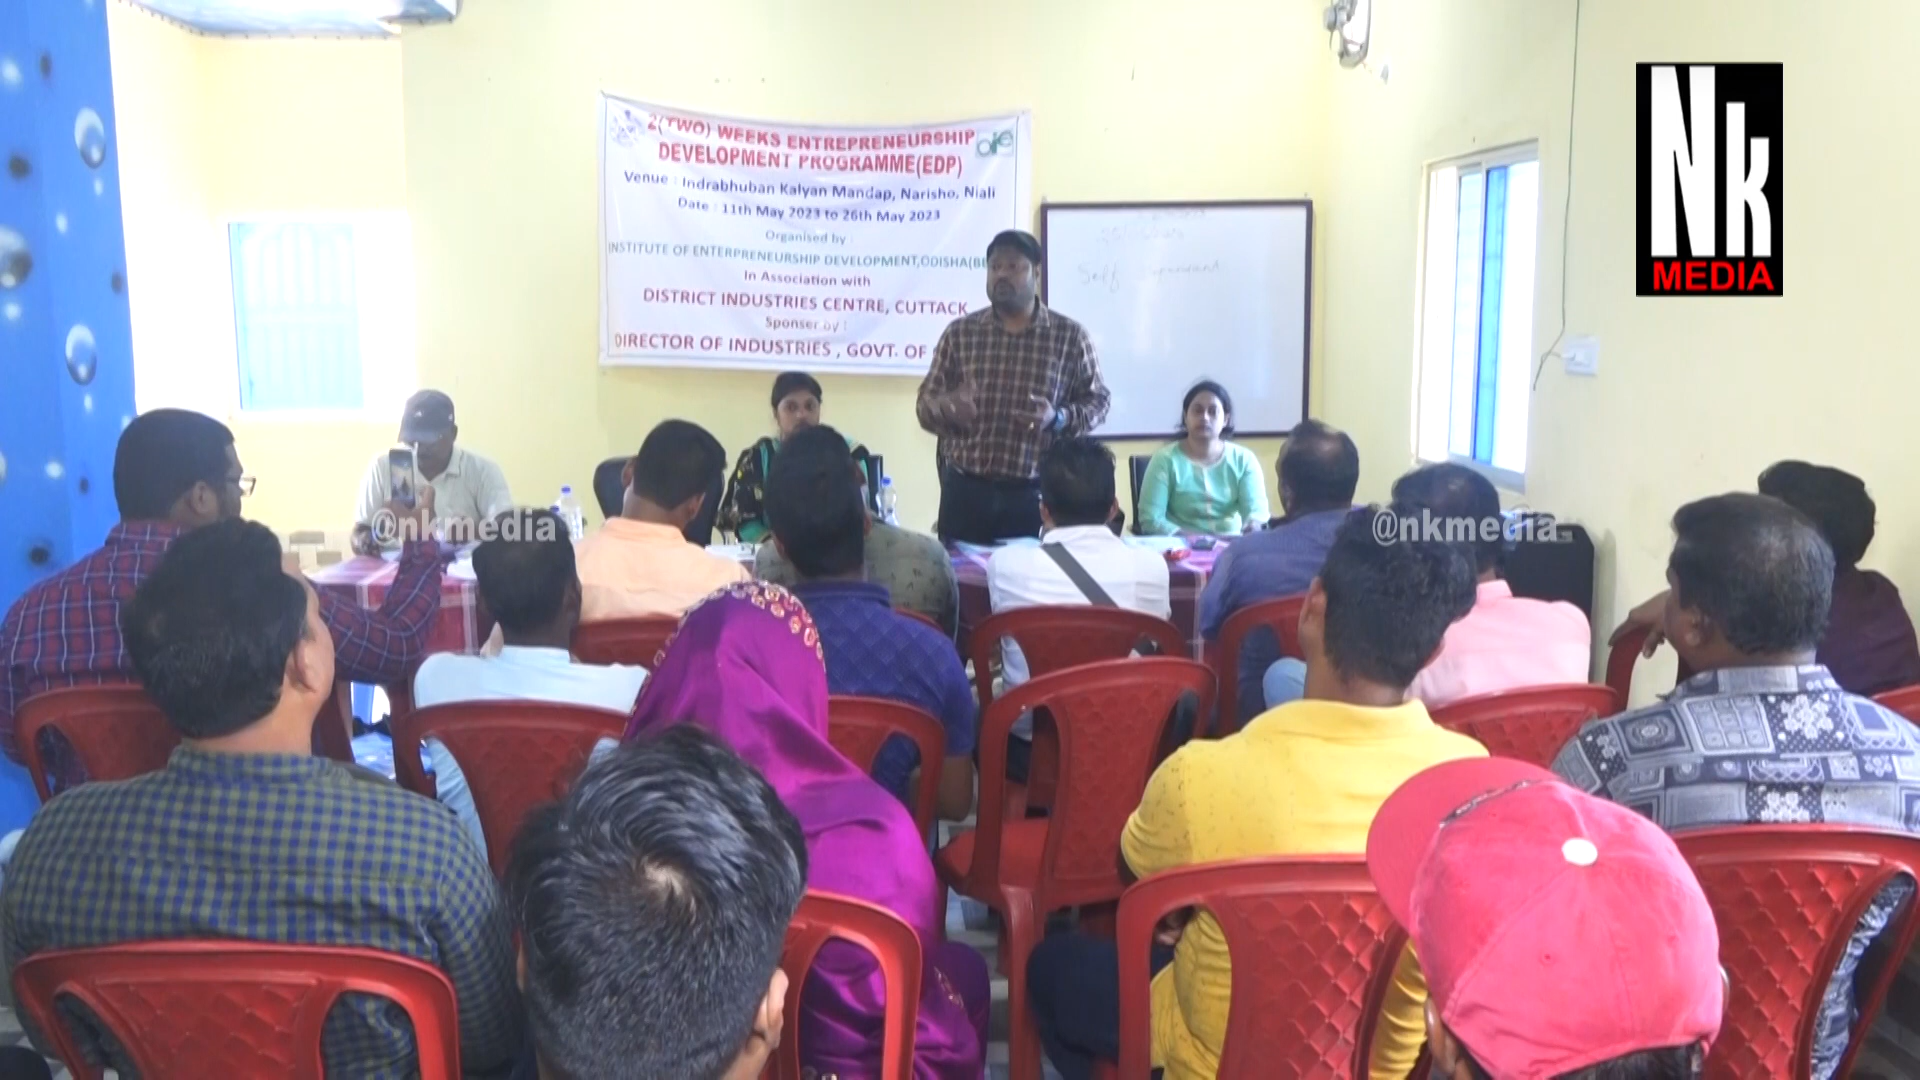 2(TWO) WEEKS ENTREPRENEURSHIP
DEVELOPMENT PROGRAMME(EDP)
Venue : Indrabhuban Kalyan Mandap, Narisho, Niali
Date : 11th May 2023 to 26th May 2023
Organised by :
INSTITUTE OF ENTERPRENEURSHIP DEVELOPMENT,ODISHA
In Association with
DISTRICT INDUSTRIES CENTRE, CUTTACK
Sponser by :
DIRECTOR OF INDUSTRIES , GOVT. OF
Self
Nk
MEDIA
@nkmedia
@nkmedia